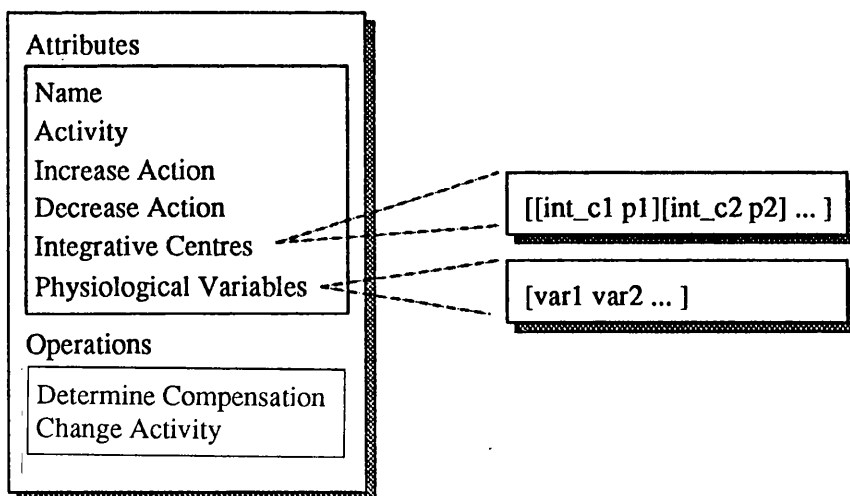 Attributes
Name
Activity
Increase Action
Decrease Action
Integrative Centres
Physiological Variables
[[int_c1 p1][int_c2 p2] ... ]
[var1 var2 ... ]
Operations
Determine Compensation
Change Activity